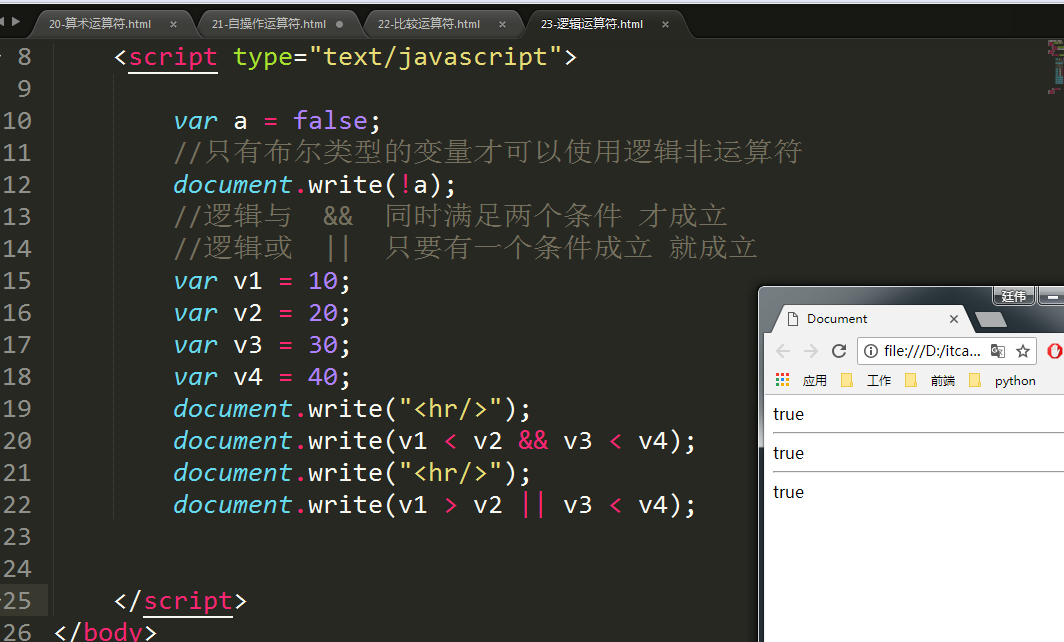 20-算术运算符.html × 21-自操作运算符.html 22-比较运算符.html × 23-逻辑运算符.html ×
8 <script type="text/javascript">
9
10 var a = false;
11 //只有布尔类型的变量才可以使用逻辑非运算符
12 document.write(!a);
13 //逻辑与 && 同时满足两个条件 才成立
14 //逻辑或 || 只要有一个条件成立 就成立
15 var v1 = 10;
16 var v2 = 20;
17 var v3 = 30;
18 var v4 = 40;
19 document.write("<hr/>");
20 document.write(v1 < v2 && v3 < v4);
21 document.write("<hr/>");
22 document.write(v1 > v2 || v3 < v4);
23
24
25 </script>
26 </body>
廷伟
Document ×
file:///D:/itca...
应用 工作 前端 python
true
true
true